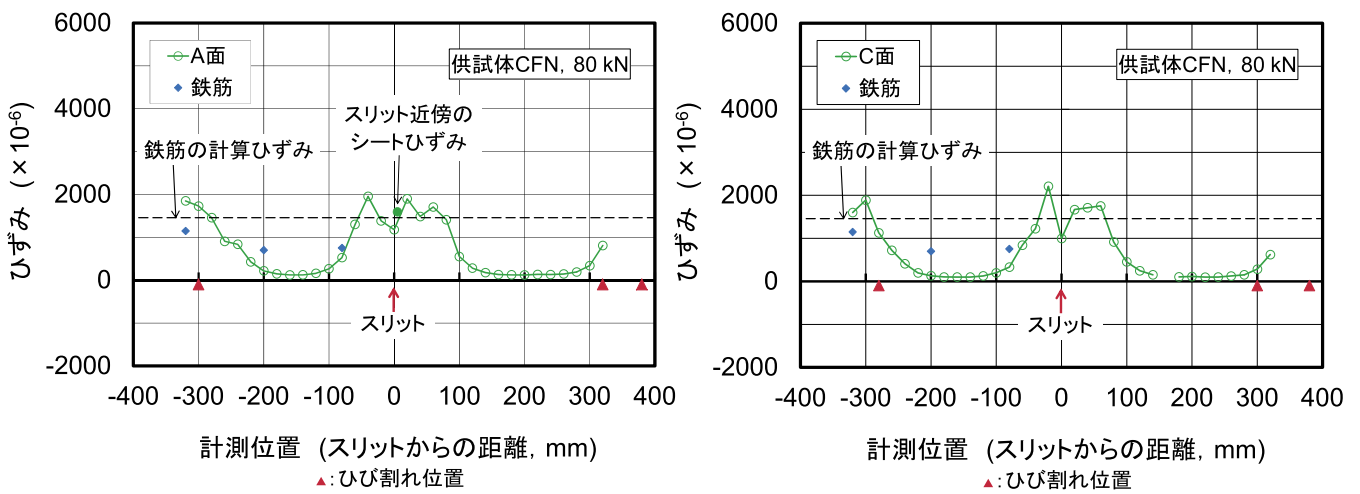 6000
4000
2000
0
-2000
ひずみ (×10-6)
A面
鉄筋
供試体CFN, 80 kN
スリット近傍の
シートひずみ
鉄筋の計算ひずみ
スリット
-400 -300 -200 -100 0 100 200 300 400
計測位置 (スリットからの距離, mm)
▲:ひび割れ位置
6000
4000
2000
0
-2000
ひずみ (×10-6)
C面
鉄筋
供試体CFN, 80 kN
鉄筋の計算ひずみ
スリット
-400 -300 -200 -100 0 100 200 300 400
計測位置 (スリットからの距離, mm)
▲:ひび割れ位置